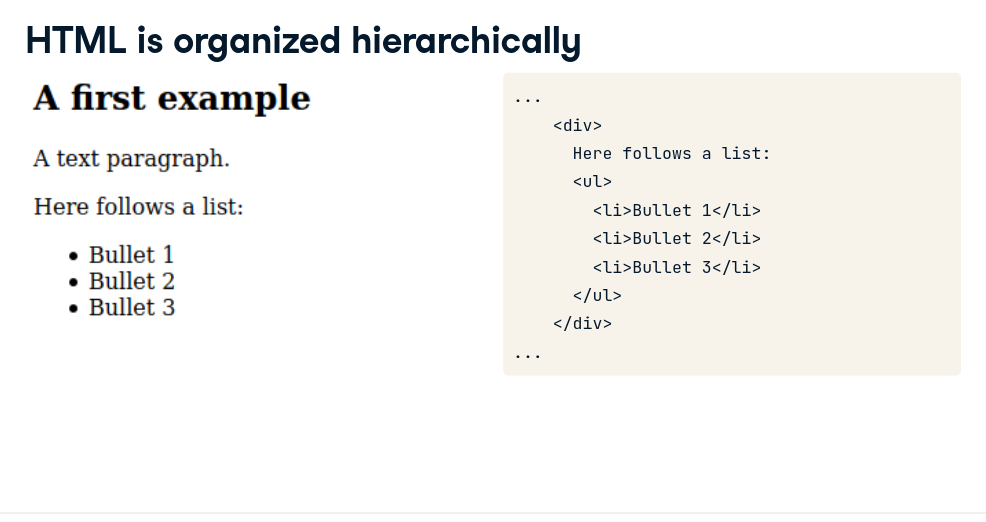 HTML is organized hierarchically
A first example
A text paragraph.
Here follows a list:
• Bullet 1
• Bullet 2
• Bullet 3
...
    <div>
      Here follows a list:
      <ul>
        <li>Bullet 1</li>
        <li>Bullet 2</li>
        <li>Bullet 3</li>
      </ul>
    </div>
...